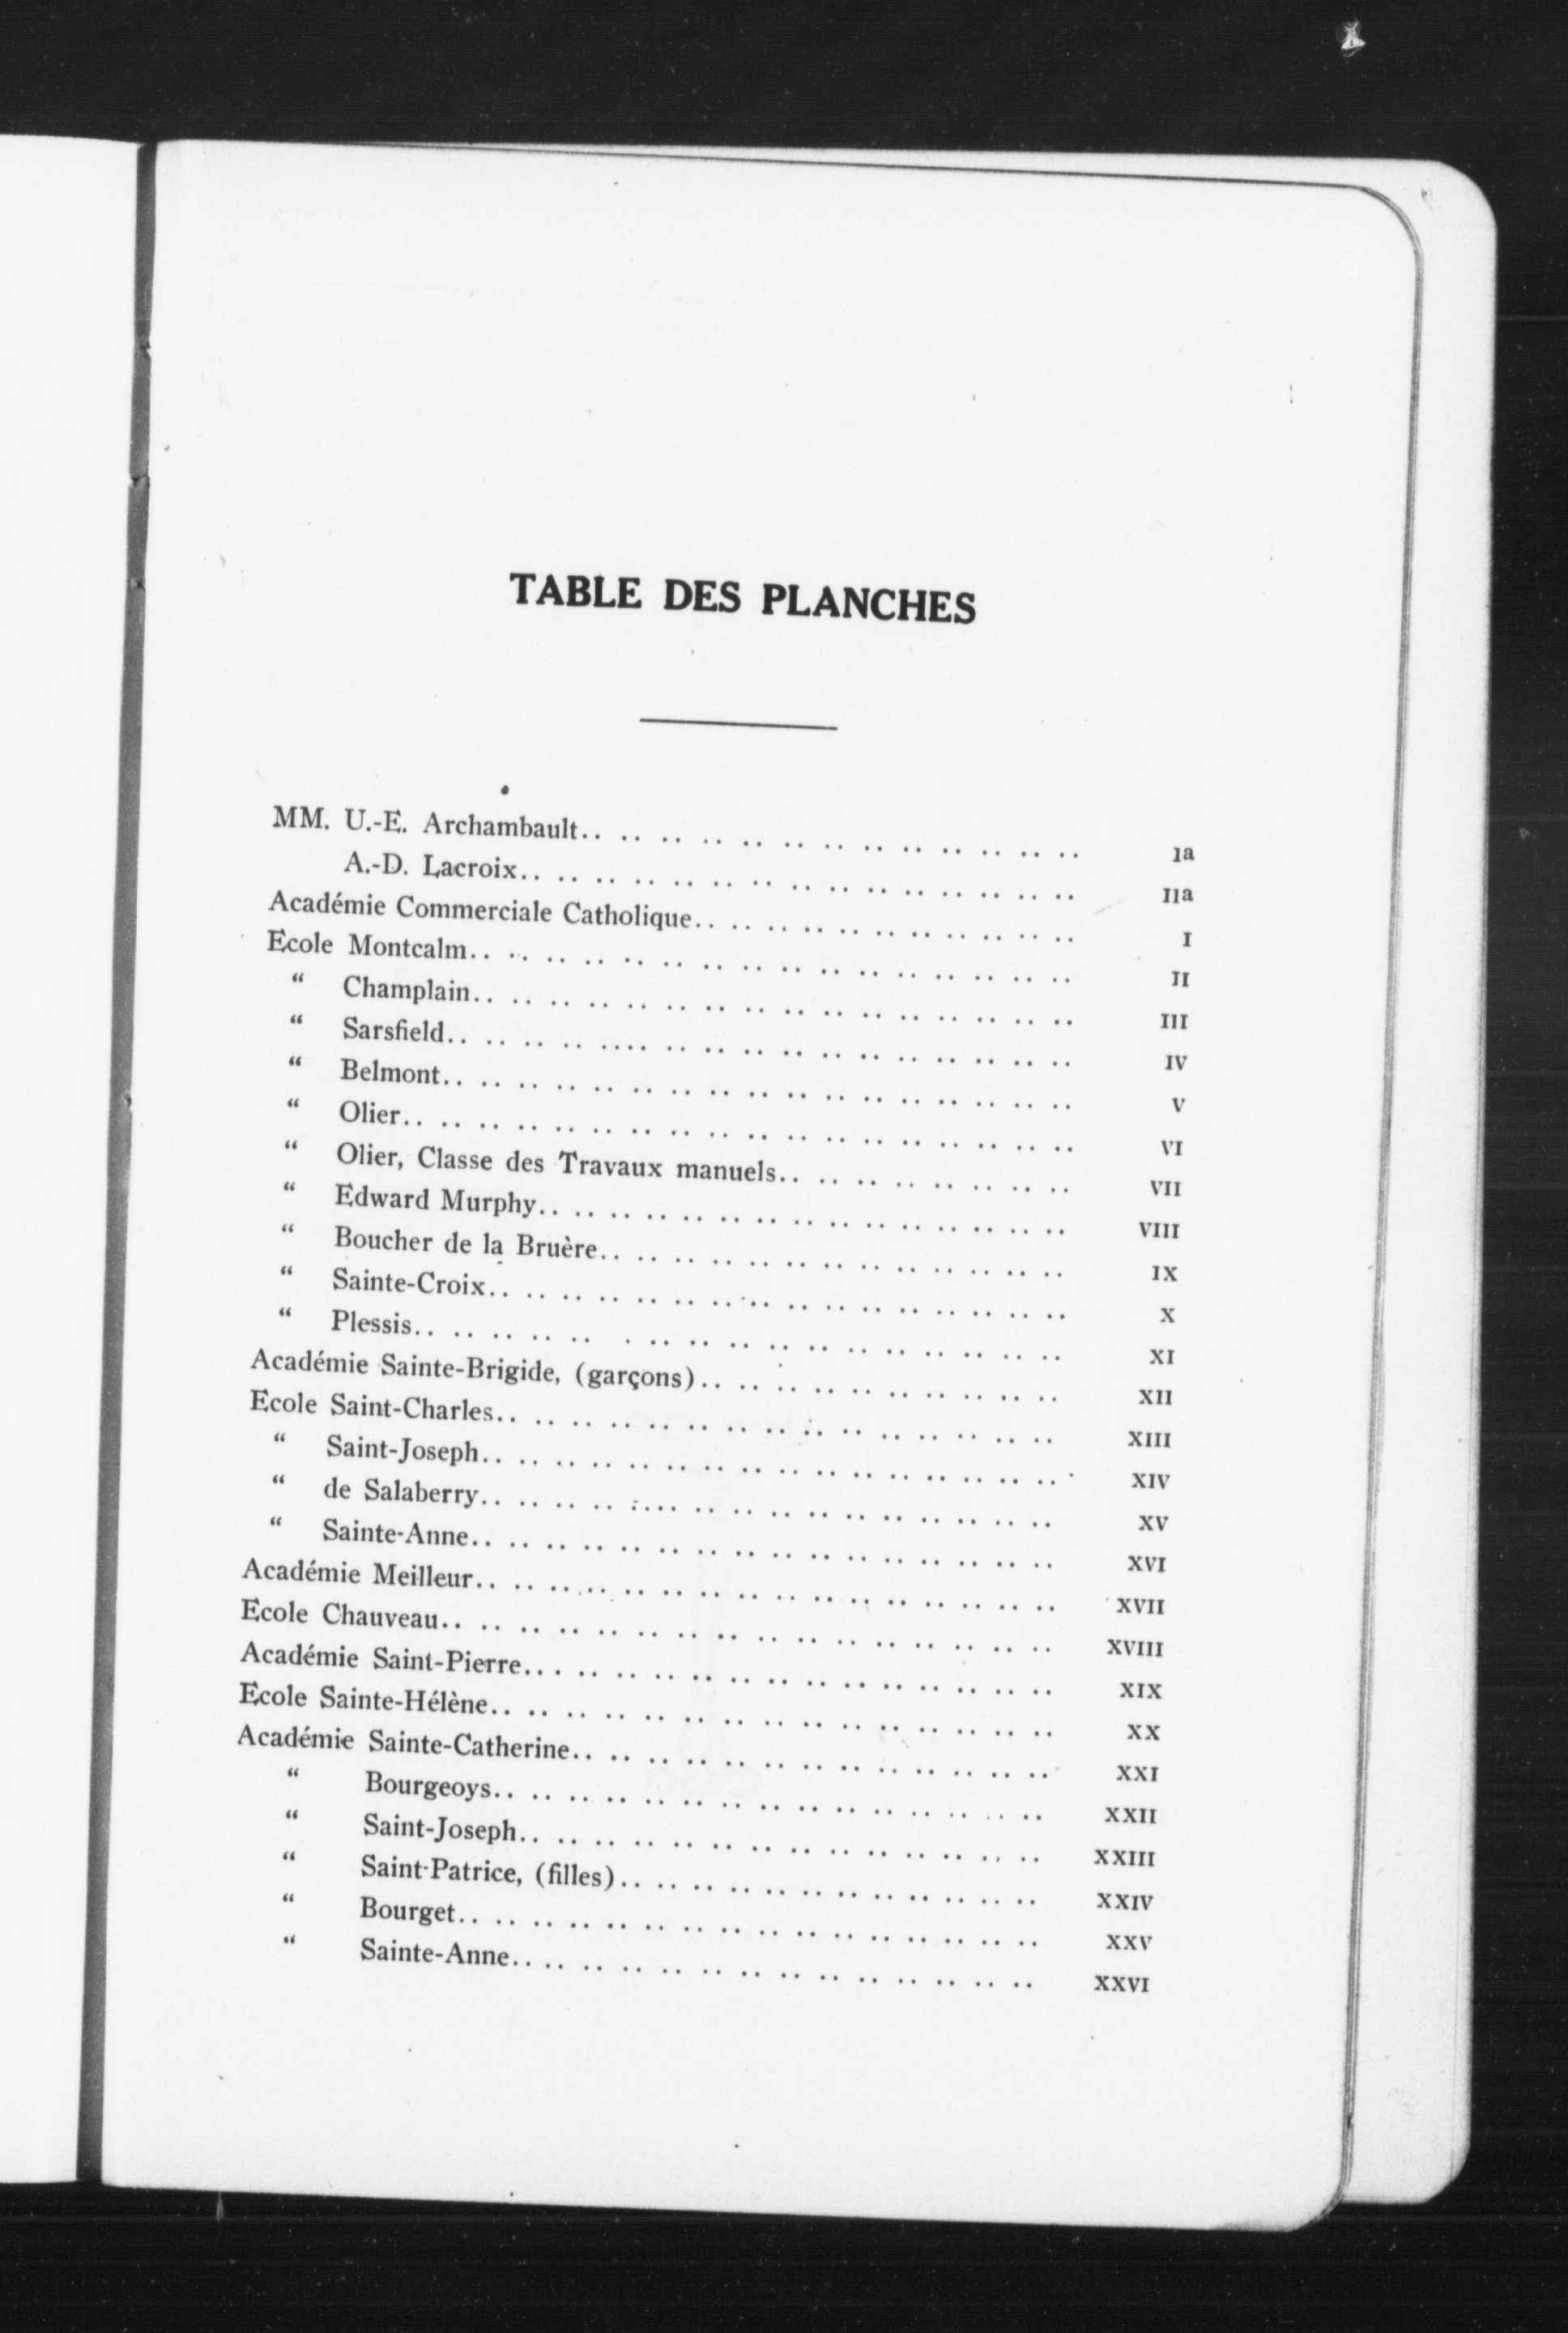 TABLE DES PLANCHES
MM. U.-E. Archambault.. .. .. .. .. .. .. .. .. .. .. .. .. Ia
A.-D. Lacroix.. .. .. .. .. .. .. .. .. .. .. .. .. .. .. IIa
Académie Commerciale Catholique.. .. .. .. .. .. .. .. .. .. .. I
Ecole Montcalm.. .. .. .. .. .. .. .. .. .. .. .. .. .. .. .. II
“ Champlain.. .. .. .. .. .. .. .. .. .. .. .. .. .. .. .. III
“ Sarsfield.. .. .. .. .... .. .. .. .. .. .. .. .. .. .. .. IV
“ Belmont.. .. .. .. .. .. .. .. .. .. .. .. .. .. .. .. .. V
“ Olier.. .. .. .. .. .. .. .. .. .. .. .. .. .. .. .. .. .. VI
“ Olier, Classe des Travaux manuels.. .. .. .. .. .. .. .. VII
“ Edward Murphy.. .. .. .. .. .. .. .. .. .. .. .. .. .. .. VIII
“ Boucher de la Bruère.. .. .. .. .. .. .. .. .. .. .. .. .. IX
“ Sainte-Croix.. .. .. .. .. .. .. .. .. .. .. .. .. .. .. .. X
“ Plessis.. .. .. .. .. . .. .. .. .. .. .. .. .. .. .. .. XI
Académie Sainte-Brigide, (garçons).. .. .. .. .. .. .. .. .. .. XII
Ecole Saint-Charles.. .. .. .. .. .. .. .. .. .. .. .. .. .. .. XIII
“ Saint-Joseph.. .. .. .. .. .. .. .. .. .. .. .. .. .. .. .. XIV
“ de Salaberry.. .. .. .. .... .. .. .. .. .. .. .. .. .. .. XV
“ Sainte-Anne.. .. .. .. .. .. .. .. .. .. .. .. .. .. .. .. XVI
Académie Meilleur.. .. .. .. .. .. .. .. .. .. .. .. .. .. .. .. XVII
Ecole Chauveau.. .. .. .. .. .. .. .. .. .. .. .. .. .. .. .. XVIII
Académie Saint-Pierre.. . .. .. .. .. .. .. .. .. .. .. .. .. .. XIX
Ecole Sainte-Hélène.. .. .. .. .. .. .. .. .. .. .. .. .. .. .. XX
Académie Sainte-Catherine.. .. .. .. .. .. .. .. .. .. .. .. .. XXI
“ Bourgeoys.. .. .. .. .. .. .. .. .. .. .. .. .. .. .. XXII
“ Saint-Joseph.. .. .. .. .. .. .. .. .. .. .. .. .. .. XXIII
“ Saint-Patrice, (filles).. .. .. .. .. .. .. .. .. .. .. .. XXIV
“ Bourget.. .. .. .. .. .. .. .. .. .. .. .. .. .. .. .. XXV
“ Sainte-Anne.. .. .. .. .. .. .. .. .. .. .. .. .. .. XXVI